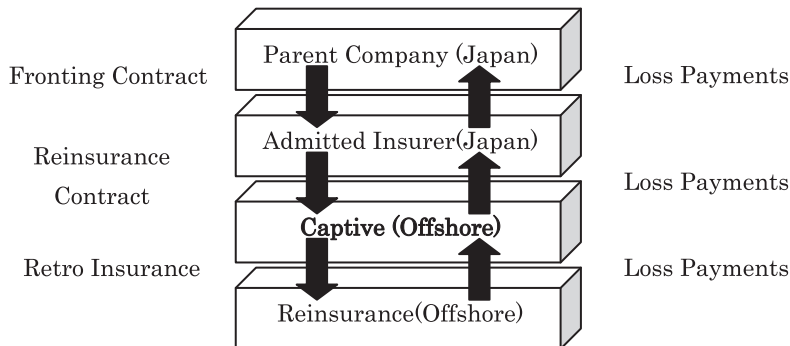 Parent Company (Japan)
Fronting Contract
Loss Payments
Admitted Insurer(Japan)
Reinsurance
Contract
Loss Payments
Captive (Offshore)
Retro Insurance
Loss Payments
Reinsurance(Offshore)